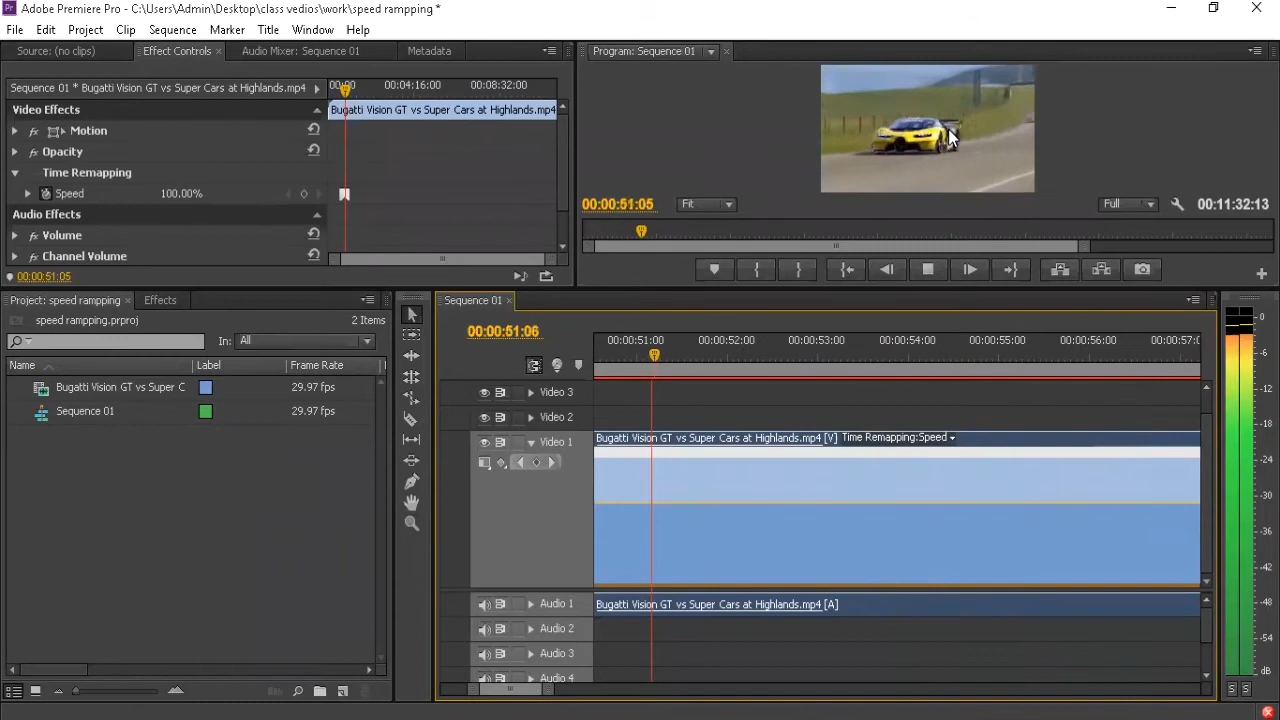 Adobe Premiere Pro - C:\Users\Admin\Desktop\class vedios\work\speed rampping *
File Edit Project Clip Sequence Marker Title Window Help
Source: (no clips) Effect Controls Audio Mixer: Sequence 01 Metadata
Sequence 01 * Bugatti Vision GT vs Super Cars at Highlands.mp4
00:00 00:04:16:00 00:08:32:00
Video Effects
Bugatti Vision GT vs Super Cars at Highlands.mp4
fx Motion
fx Opacity
Time Remapping
Speed 100.00%
Audio Effects
fx Volume
fx Channel Volume
00:00:51:05
Program: Sequence 01
00:00:51:05 Fit Full 00:11:32:13
Project: speed rampping Effects
speed rampping.prproj 2 Items
In: All
Name Label Frame Rate
Bugatti Vision GT vs Super C 29.97 fps
Sequence 01 29.97 fps
Sequence 01
00:00:51:06
00:00:51:00 00:00:52:00 00:00:53:00 00:00:54:00 00:00:55:00 00:00:56:00 00:00:57:0
Video 3
Video 2
Video 1
Bugatti Vision GT vs Super Cars at Highlands.mp4 [V] Time Remapping:Speed
Audio 1 Bugatti Vision GT vs Super Cars at Highlands.mp4 [A]
Audio 2
Audio 3
Audio 4
0
-6
-12
-18
-24
-30
-36
-42
-48
-54
dB
S S